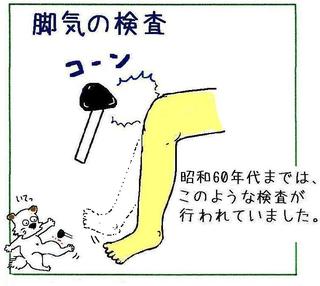 脚気の検査
コーン
昭和60年代までは、
このような検査が
行われていました。
いてっ